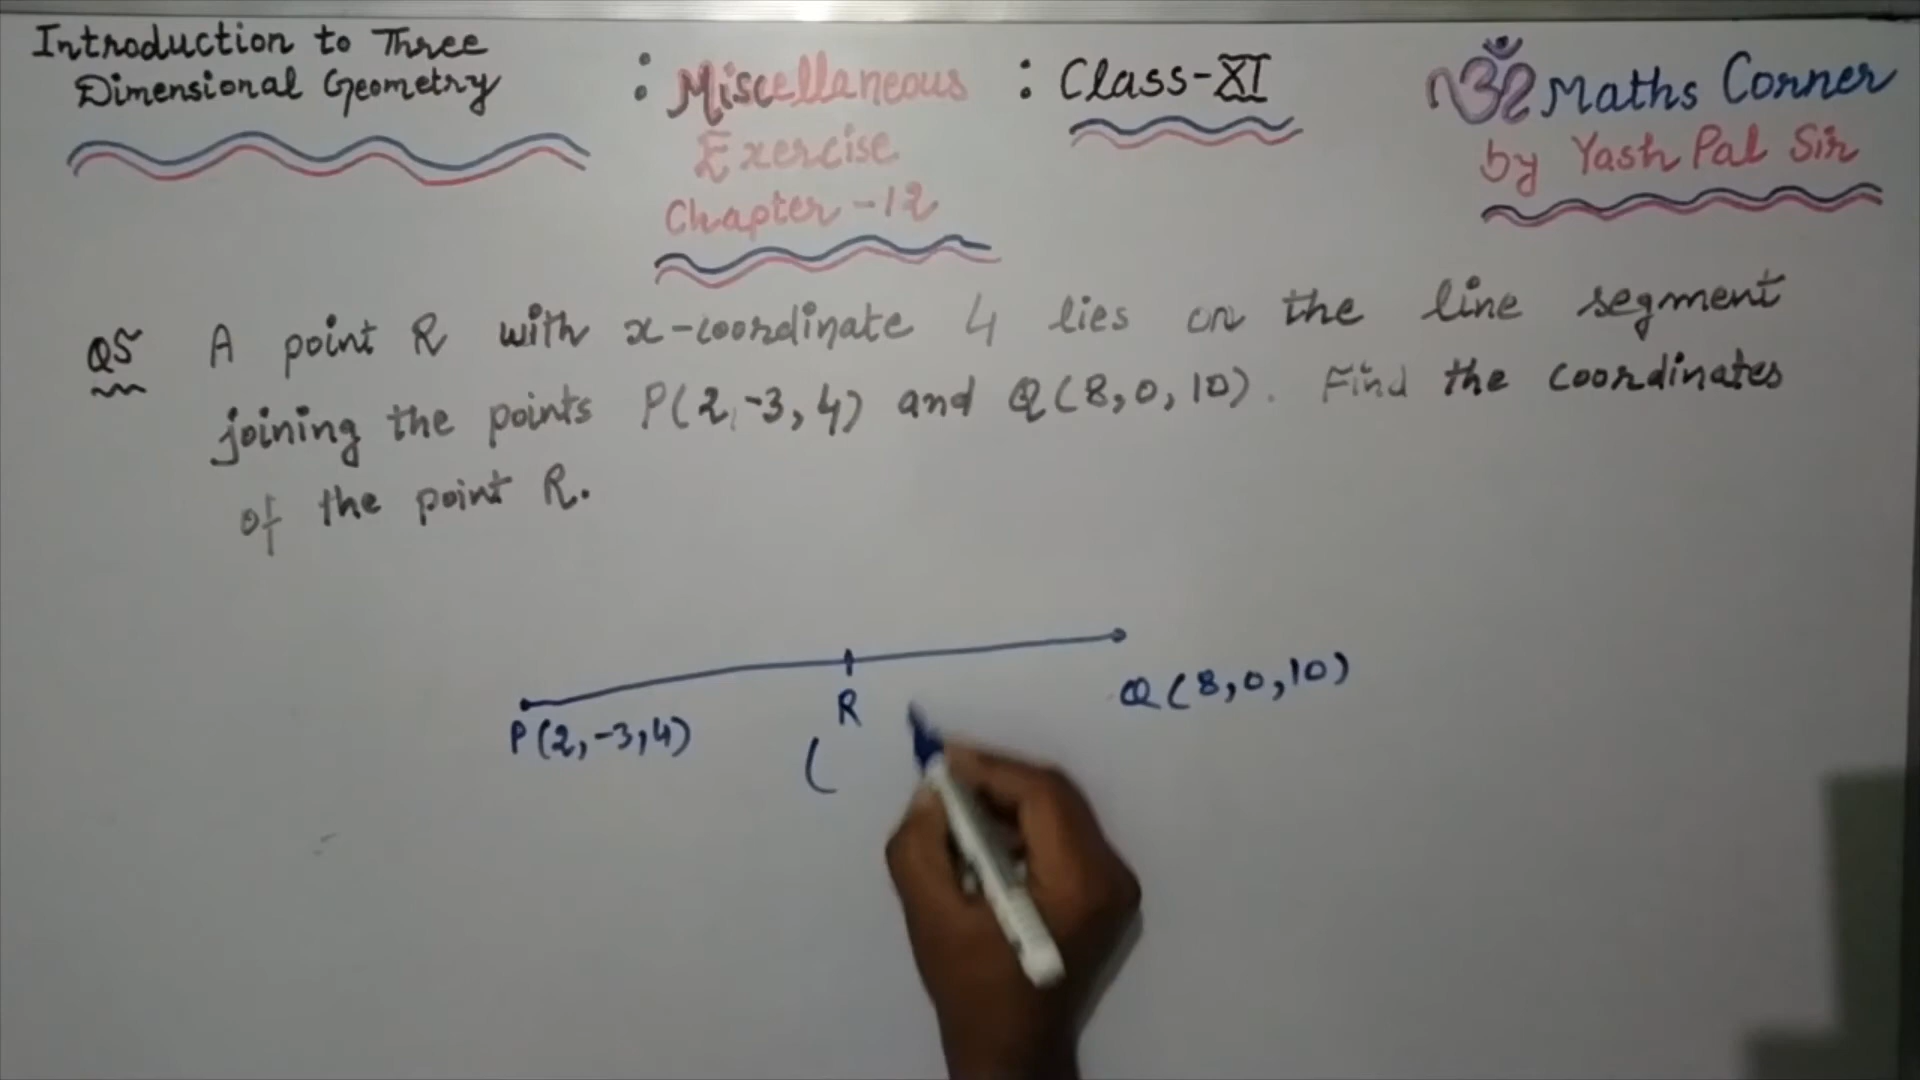 Introduction to Three
Dimensional Geometry
: Miscellaneous : Class-XI
Exercise
Chapter-12
ॐ Maths Corner
by Yash Pal Sir
Q5 A point R with x-coordinate 4 lies on the line segment
joining the points P(2,-3,4) and Q(8,0,10). Find the coordinates
of the point R.
P(2,-3,4)
R
(
Q(8,0,10)